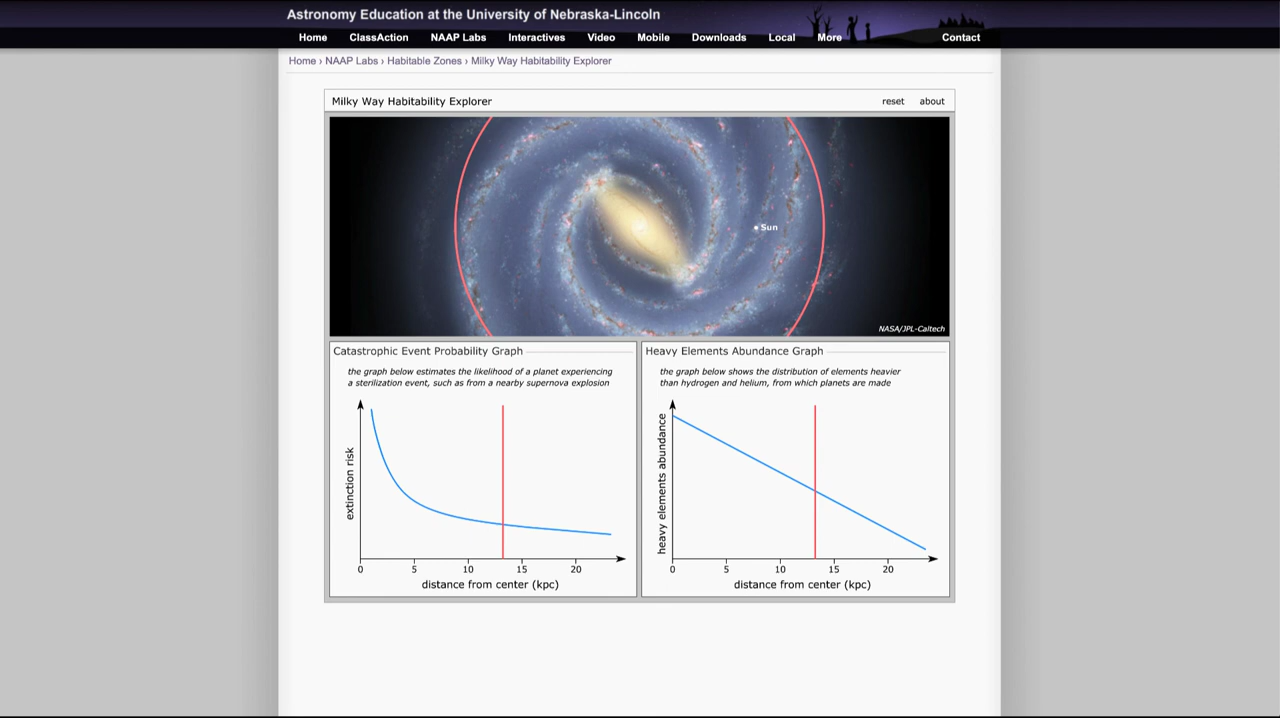 Astronomy Education at the University of Nebraska-Lincoln
Home ClassAction NAAP Labs Interactives Video Mobile Downloads Local More Contact
Home › NAAP Labs › Habitable Zones › Milky Way Habitability Explorer
Milky Way Habitability Explorer reset about
Sun
NASA/JPL-Caltech
Catastrophic Event Probability Graph
the graph below estimates the likelihood of a planet experiencing
a sterilization event, such as from a nearby supernova explosion
extinction risk
0 5 10 15 20
distance from center (kpc)
Heavy Elements Abundance Graph
the graph below shows the distribution of elements heavier
than hydrogen and helium, from which planets are made
heavy elements abundance
0 5 10 15 20
distance from center (kpc)